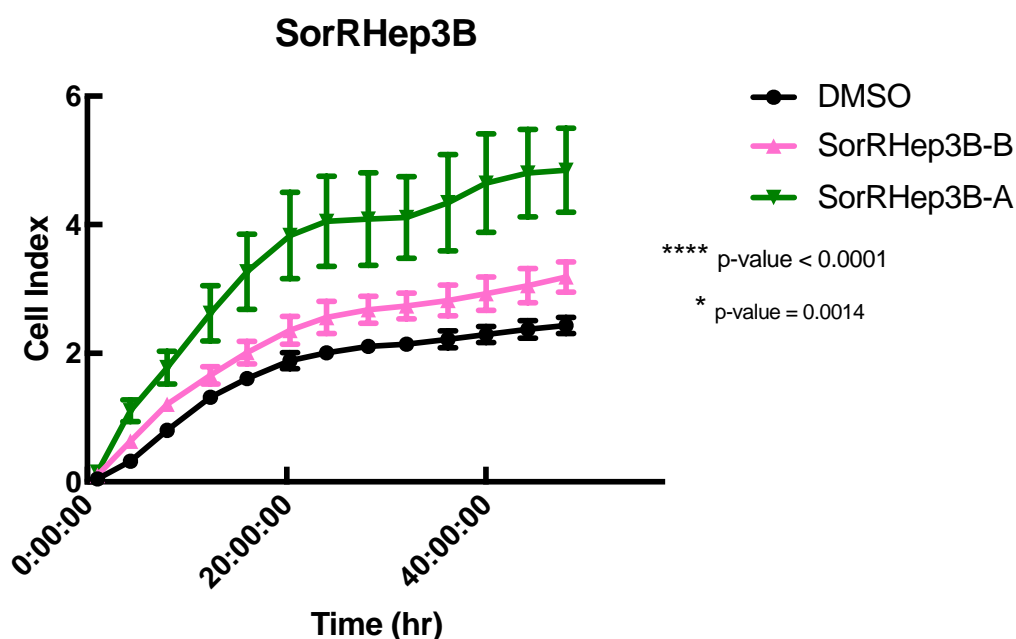 SorRHep3B
6
4
2
0
Cell Index
0:00:00
20:00:00
40:00:00
Time (hr)
DMSO
SorRHep3B-B
SorRHep3B-A
**** p-value < 0.0001
* p-value = 0.0014